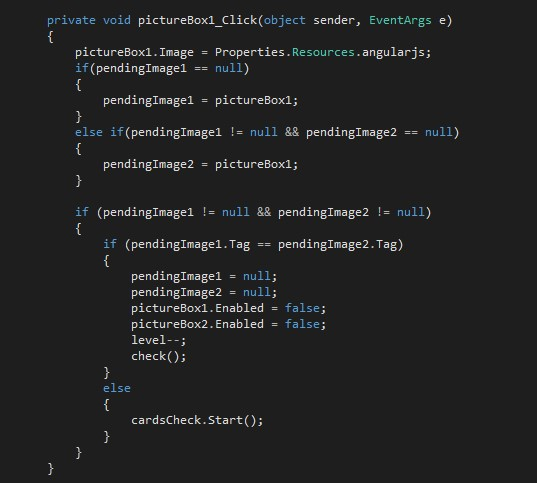 private void pictureBox1_Click(object sender, EventArgs e)
{
    pictureBox1.Image = Properties.Resources.angularjs;
    if(pendingImage1 == null)
    {
        pendingImage1 = pictureBox1;
    }
    else if(pendingImage1 != null && pendingImage2 == null)
    {
        pendingImage2 = pictureBox1;
    }

    if (pendingImage1 != null && pendingImage2 != null)
    {
        if (pendingImage1.Tag == pendingImage2.Tag)
        {
            pendingImage1 = null;
            pendingImage2 = null;
            pictureBox1.Enabled = false;
            pictureBox2.Enabled = false;
            level--;
            check();
        }
        else
        {
            cardsCheck.Start();
        }
    }
}